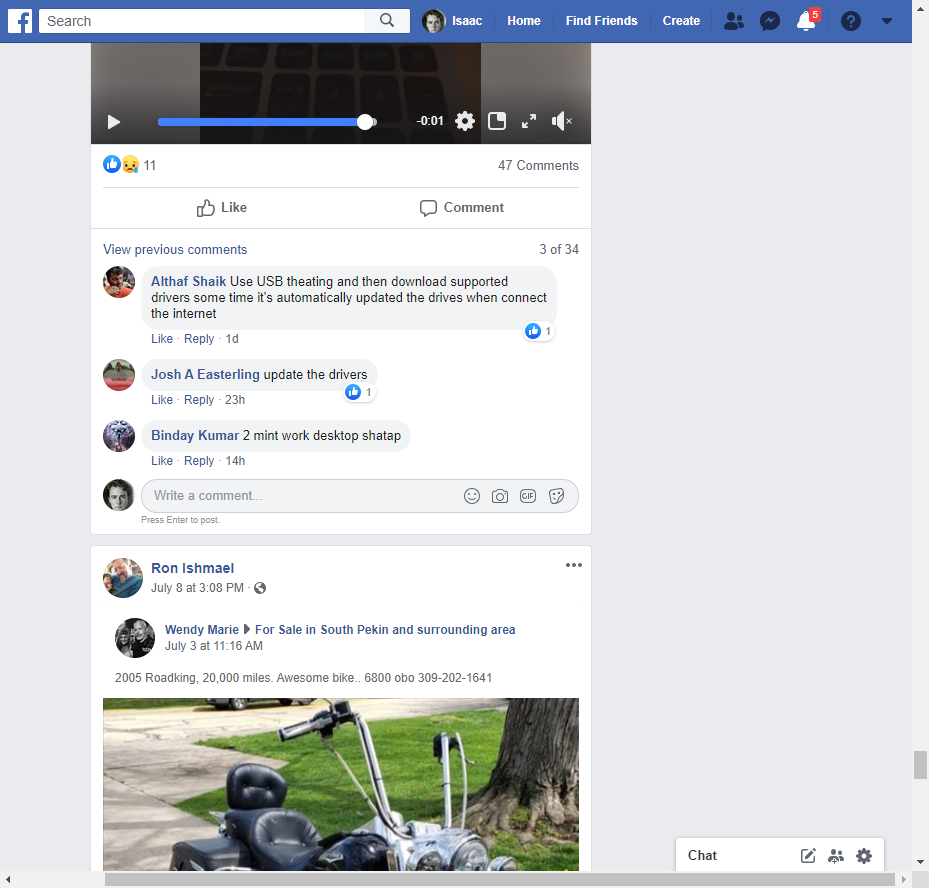 Search
Isaac
Home
Find Friends
Create
5
-0:01
11
47 Comments
Like
Comment
View previous comments
3 of 34
Althaf Shaik Use USB theating and then download supported
drivers some time it's automatically updated the drives when connect
the internet
1
Like · Reply · 1d
Josh A Easterling update the drivers
1
Like · Reply · 23h
Binday Kumar 2 mint work desktop shatap
Like · Reply · 14h
Write a comment...
GIF
Press Enter to post.
Ron Ishmael
July 8 at 3:08 PM ·
Wendy Marie For Sale in South Pekin and surrounding area
July 3 at 11:16 AM
2005 Roadking, 20,000 miles. Awesome bike.. 6800 obo 309-202-1641
Chat